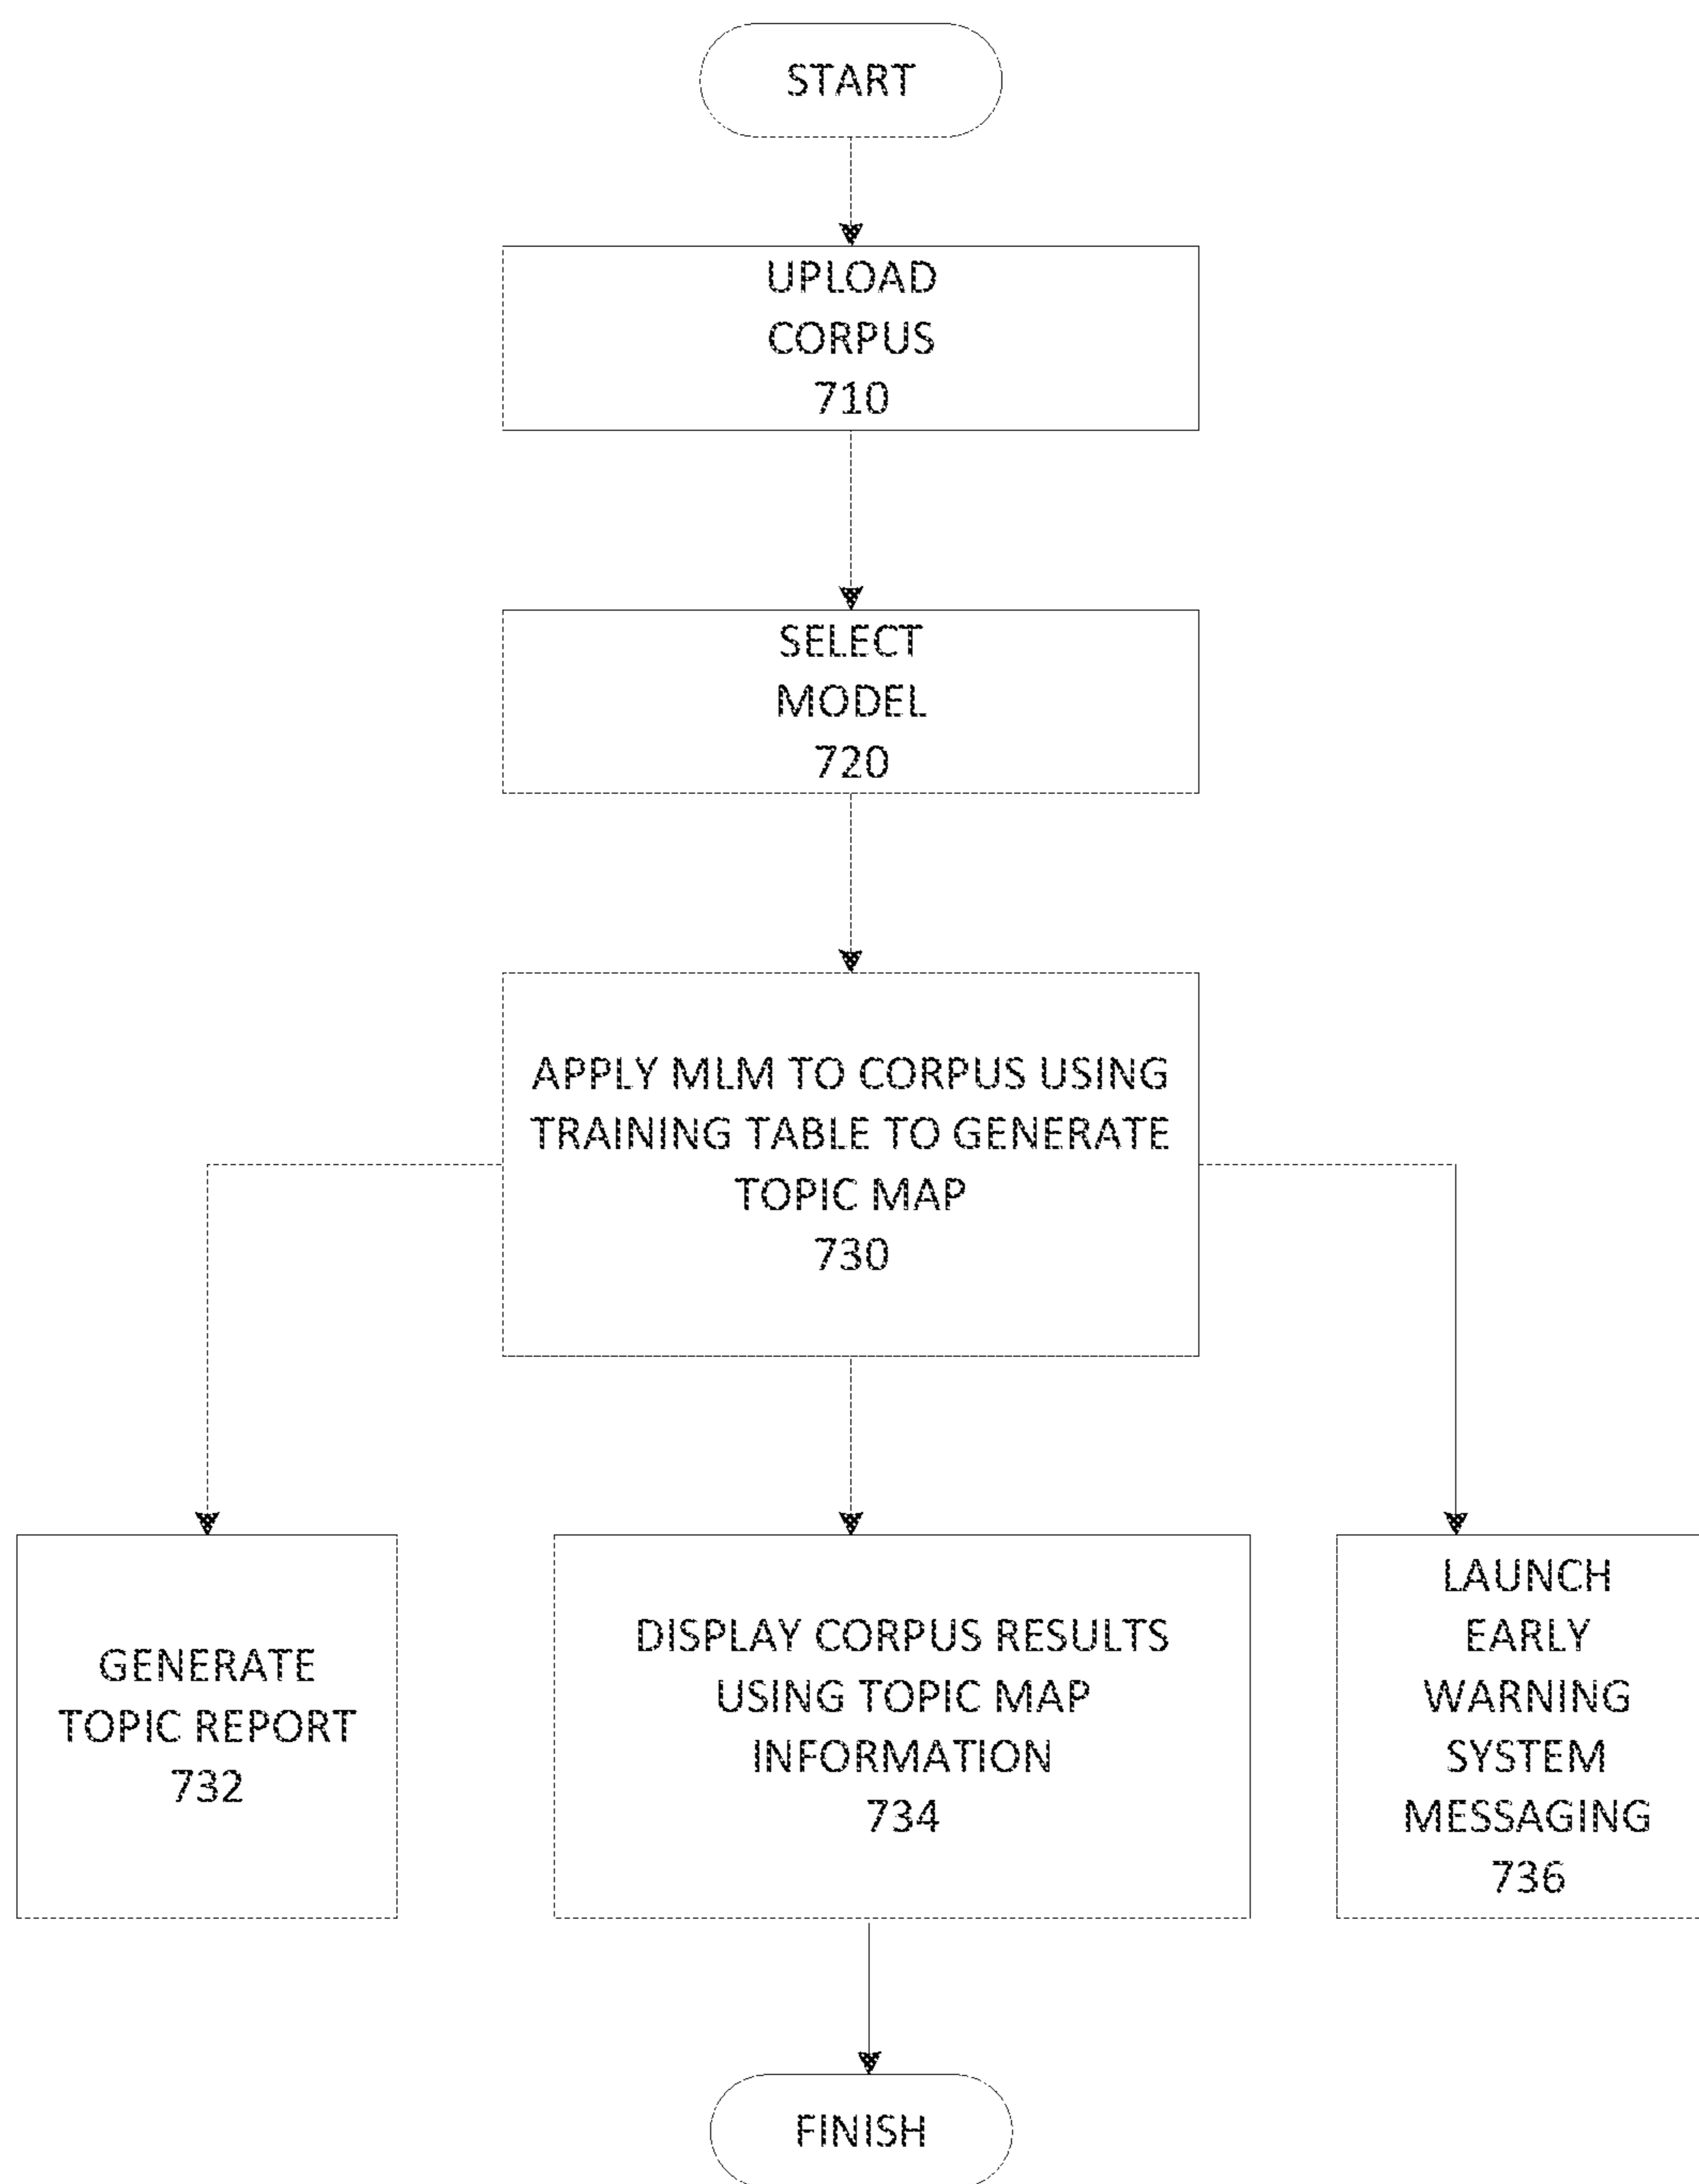 START
UPLOAD
CORPUS
710
SELECT
MODEL
720
APPLY MLM TO CORPUS USING
TRAINING TABLE TO GENERATE
TOPIC MAP
730
GENERATE
TOPIC REPORT
732
DISPLAY CORPUS RESULTS
USING TOPIC MAP
INFORMATION
734
LAUNCH
EARLY
WARNING
SYSTEM
MESSAGING
736
FINISH